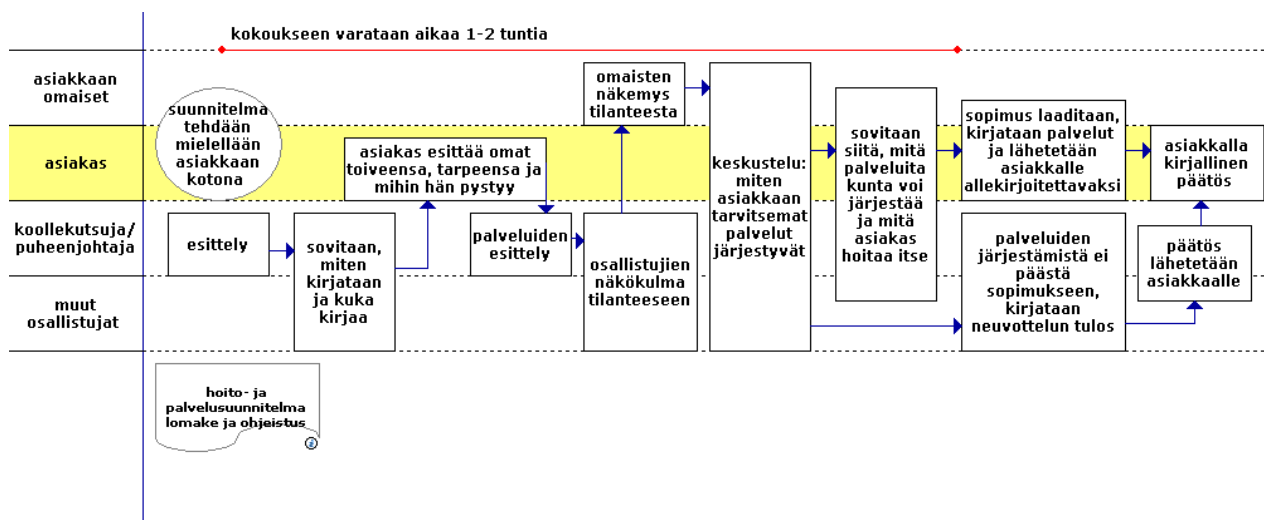 kokoukseen varataan aikaa 1-2 tuntia
asiakkaan
omaiset
asiakas
koollekutsuja/
puheenjohtaja
muut
osallistujat
suunnitelma
tehdään
mielellään
asiakkaan
kotona
esittely
sovitaan,
miten
kirjataan
ja kuka
kirjaa
asiakas esittää omat
toiveensa, tarpeensa ja
mihin hän pystyy
palveluiden
esittely
omaisten
näkemys
tilanteesta
osallistujien
näkökulma
tilanteeseen
keskustelu:
miten
asiakkaan
tarvitsemat
palvelut
järjestyvät
sovitaan
siitä, mitä
palveluita
kunta voi
järjestää
ja mitä
asiakas
hoitaa itse
sopimus laaditaan,
kirjataan palvelut
ja lähetetään
asiakkalle
allekirjoitettavaksi
palveluiden
järjestämistä ei
päästä
sopimukseen,
kirjataan
neuvottelun tulos
asiakkalla
kirjallinen
päätös
päätös
lähetetään
asiakkaalle
hoito- ja
palvelusuunnitelma
lomake ja ohjeistus